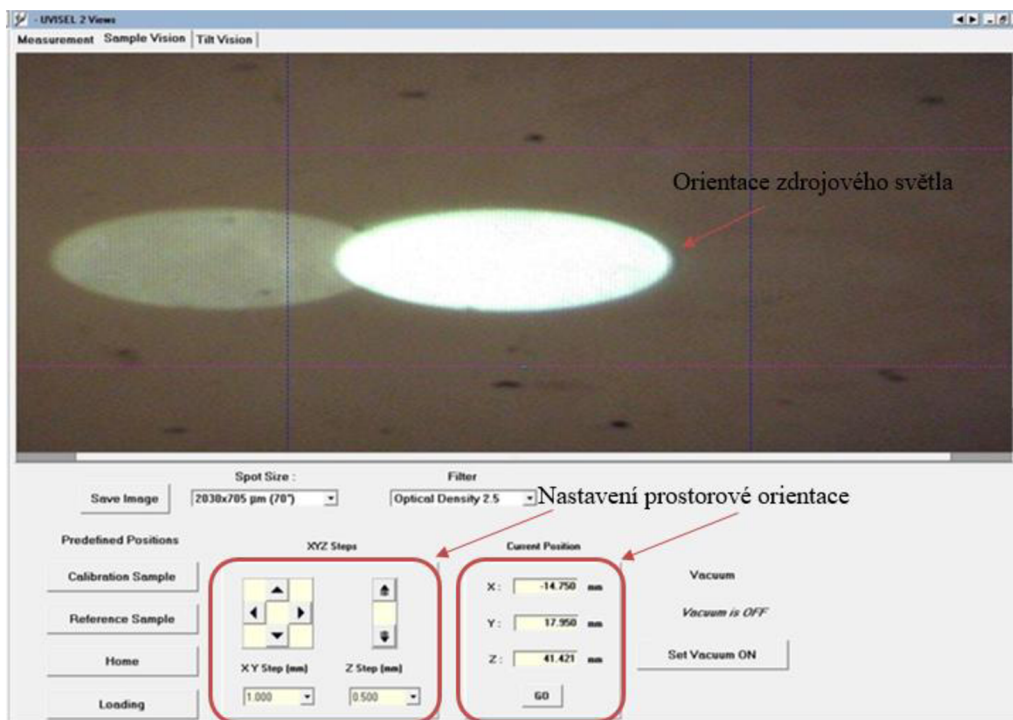 - UVISEL 2 Views
Measurement Sample Vision Tilt Vision
Orientace zdrojového světla
Spot Size : Filter
Save Image 2030x705 µm (70°) Optical Density 2.5 Nastavení prostorové orientace
Predefined Positions XYZ Steps Current Position
Calibration Sample X : -14.750 mm Vacuum
Reference Sample Y : 17.950 mm Vacuum is OFF
Home X Y Step (mm) Z Step (mm) Z : 41.421 mm Set Vacuum ON
Loading 1.000 0.500 GO